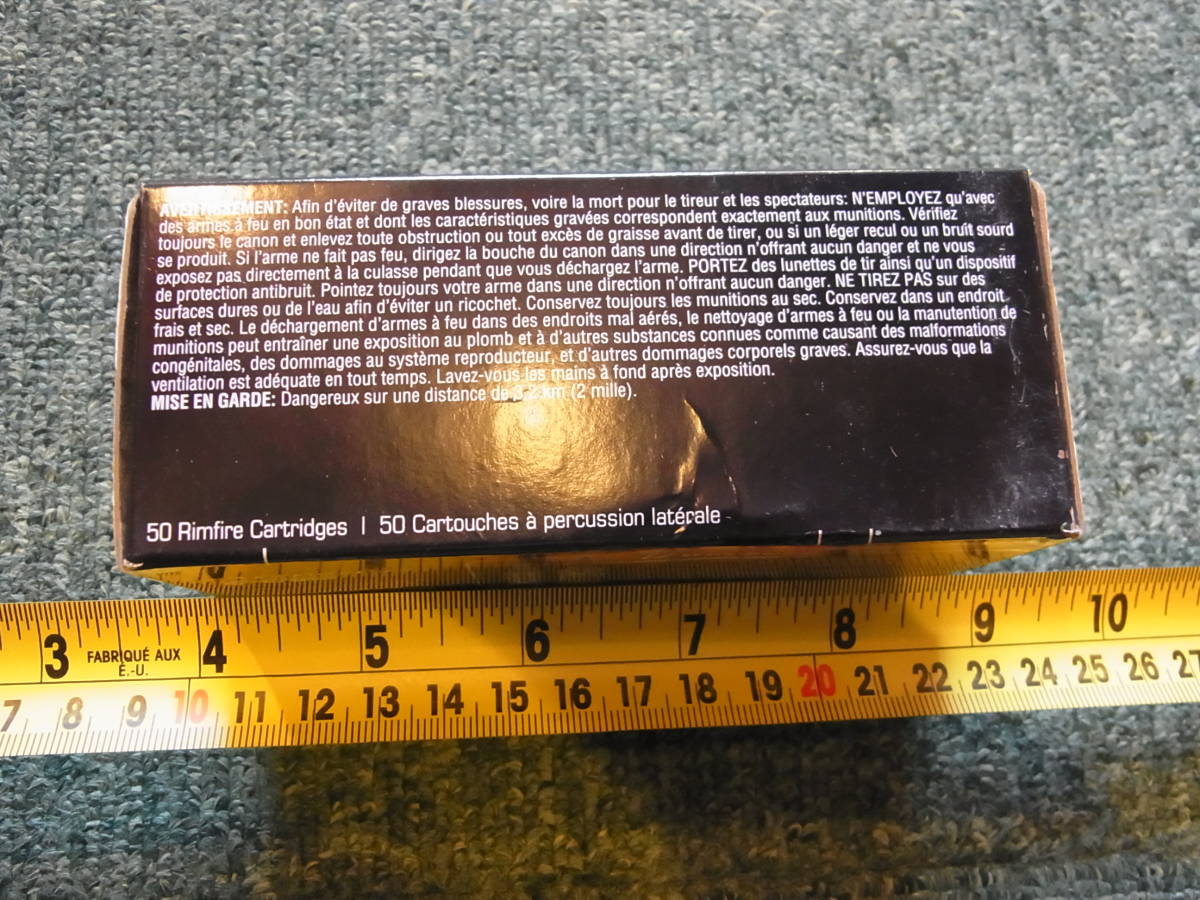 AVERTISSEMENT: Afin d'éviter de graves blessures, voire la mort pour le tireur et les spectateurs: N'EMPLOYEZ qu'avec
des armes à feu en bon état et dont les caractéristiques gravées correspondent exactement aux munitions. Vérifiez
toujours le canon et enlevez toute obstruction ou tout excès de graisse avant de tirer, ou si un léger recul ou un bruit sourd
se produit. Si l'arme ne fait pas feu, dirigez la bouche du canon dans une direction n'offrant aucun danger et ne vous
exposez pas directement à la culasse pendant que vous déchargez l'arme. PORTEZ des lunettes de tir ainsi qu'un dispositif
de protection antibruit. Pointez toujours votre arme dans une direction n'offrant aucun danger. NE TIREZ PAS sur des
surfaces dures ou de l'eau afin d'éviter un ricochet. Conservez toujours les munitions au sec. Conservez dans un endroit
frais et sec. Le déchargement d'armes à feu dans des endroits mal aérés, le nettoyage d'armes à feu ou la manutention de
munitions peut entraîner une exposition au plomb et à d'autres substances connues comme causant des malformations
congénitales, des dommages au système reproducteur, et d'autres dommages corporels graves. Assurez-vous que la
ventilation est adéquate en tout temps. Lavez-vous les mains à fond après exposition.
MISE EN GARDE: Dangereux sur une distance de 3,2 km (2 mille).
50 Rimfire Cartridges | 50 Cartouches à percussion latérale
3 FABRIQUÉ AUX 4 5 6 7 8 9 10
É.-U.
7 8 9 10 11 12 13 14 15 16 17 18 19 20 21 22 23 24 25 26 27